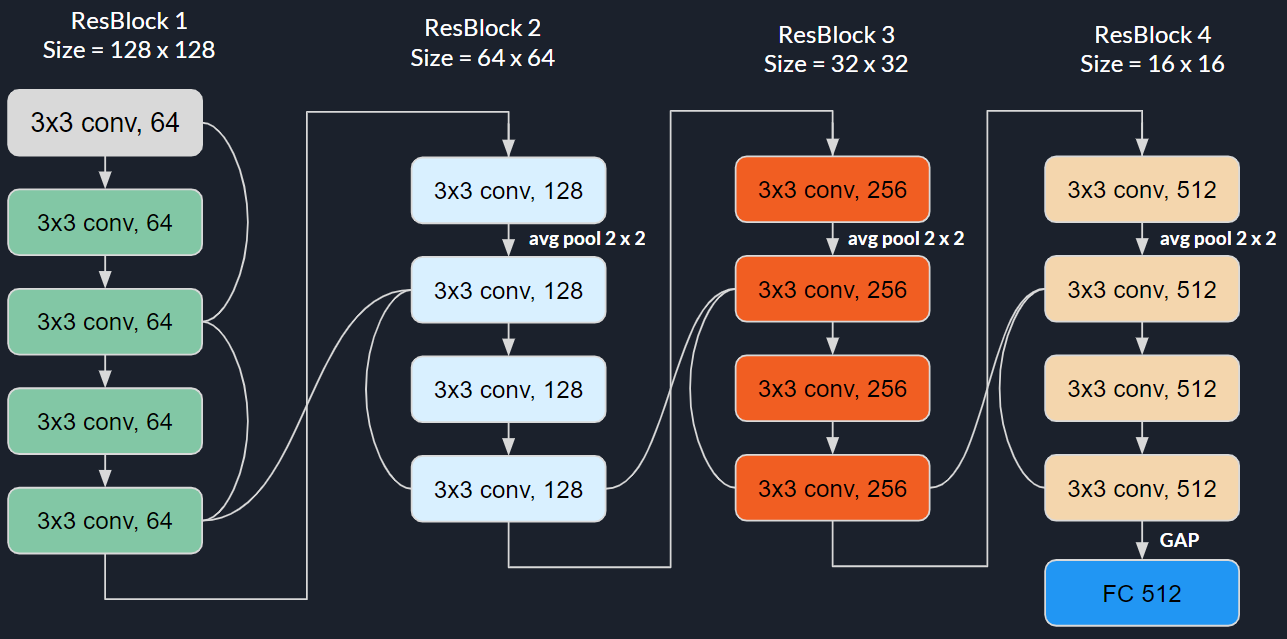 ResBlock 1
Size = 128 x 128
3x3 conv, 64
3x3 conv, 64
3x3 conv, 64
3x3 conv, 64
3x3 conv, 64
ResBlock 2
Size = 64 x 64
3x3 conv, 128
avg pool 2 x 2
3x3 conv, 128
3x3 conv, 128
3x3 conv, 128
ResBlock 3
Size = 32 x 32
3x3 conv, 256
avg pool 2 x 2
3x3 conv, 256
3x3 conv, 256
3x3 conv, 256
ResBlock 4
Size = 16 x 16
3x3 conv, 512
avg pool 2 x 2
3x3 conv, 512
3x3 conv, 512
3x3 conv, 512
GAP
FC 512